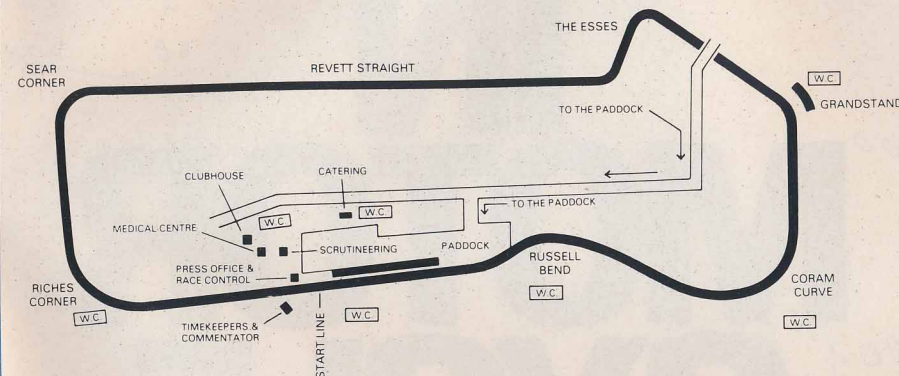 THE ESSES
SEAR
CORNER
REVETT STRAIGHT
W.C.
GRANDSTAND
TO THE PADDOCK
CLUBHOUSE
CATERING
W.C.
W.C.
TO THE PADDOCK
MEDICAL CENTRE
SCRUTINEERING
PADDOCK
PRESS OFFICE &
RACE CONTROL
RUSSELL
BEND
W.C.
RICHES
CORNER
W.C.
CORAM
CURVE
W.C.
TIMEKEEPERS &
COMMENTATOR
START LINE
W.C.